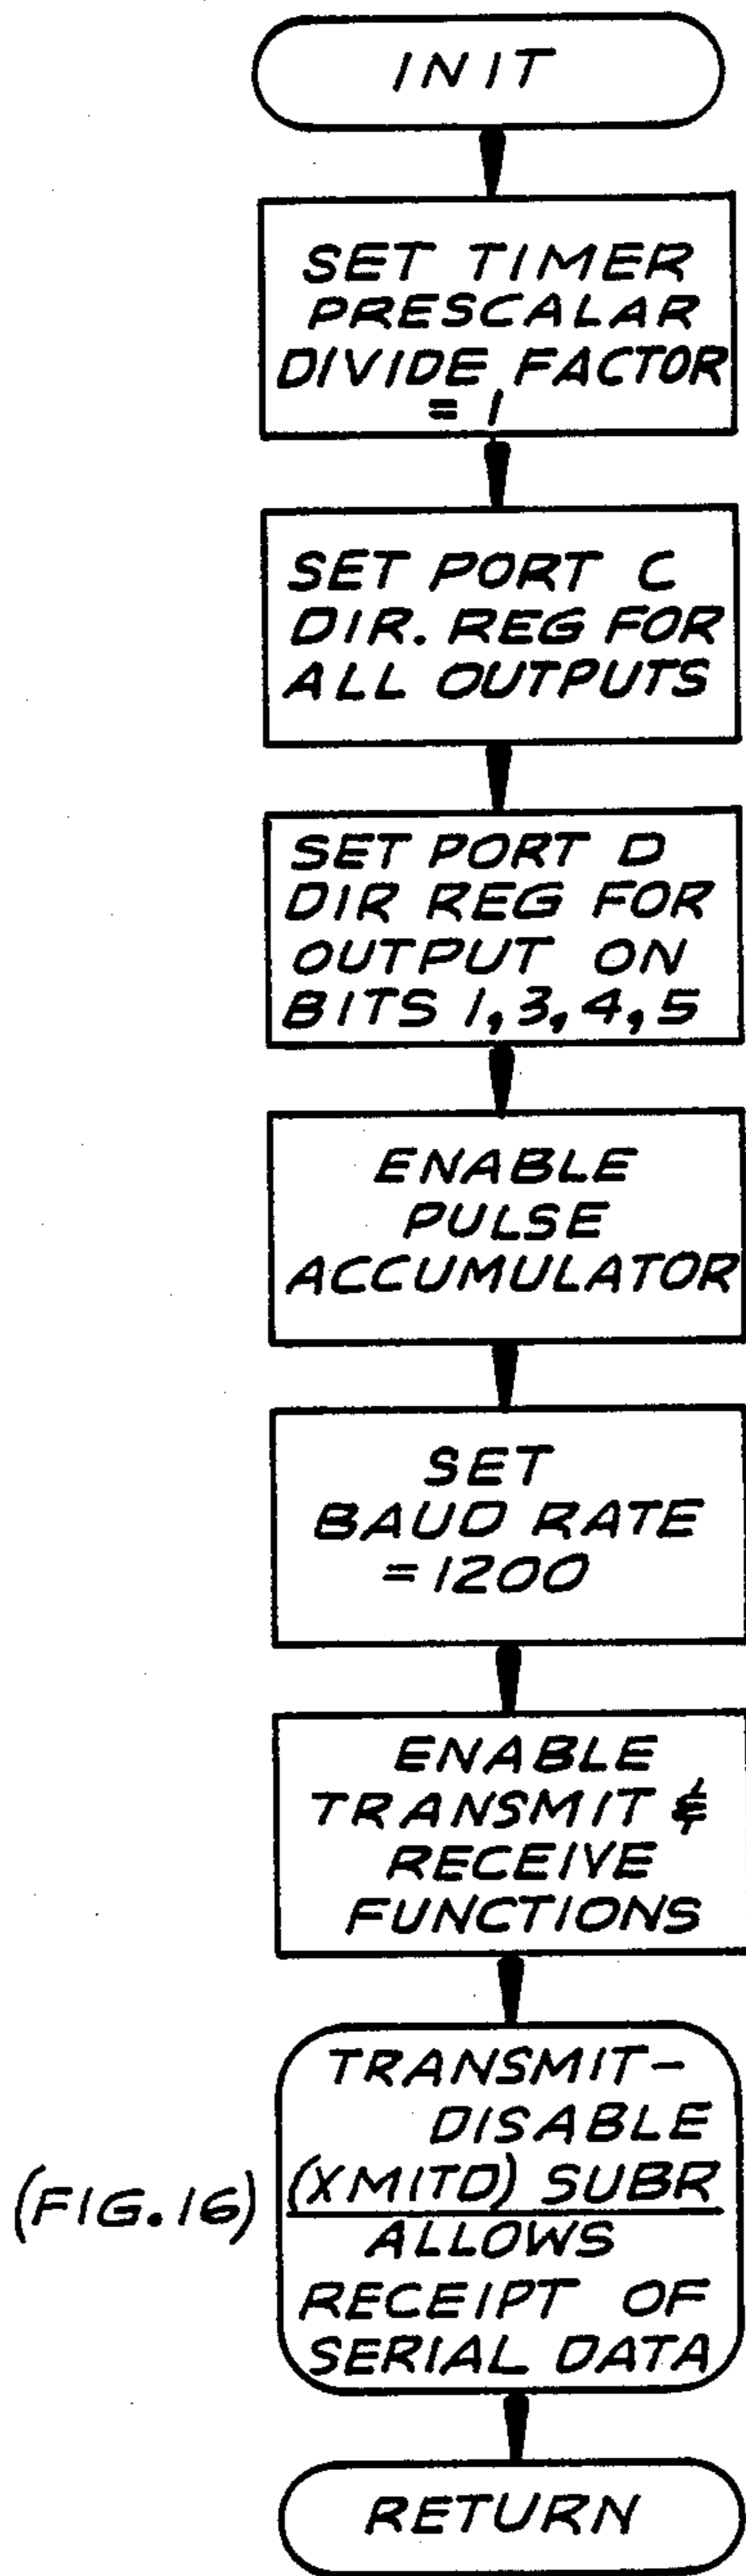 INIT
SET TIMER
PRESCALAR
DIVIDE FACTOR
= 1
SET PORT C
DIR. REG FOR
ALL OUTPUTS
SET PORT D
DIR REG FOR
OUTPUT ON
BITS 1, 3, 4, 5
ENABLE
PULSE
ACCUMULATOR
SET
BAUD RATE
= 1200
ENABLE
TRANSMIT &
RECEIVE
FUNCTIONS
TRANSMIT-
DISABLE
(FIG. 16) (XMITD) SUBR
ALLOWS
RECEIPT OF
SERIAL DATA
RETURN